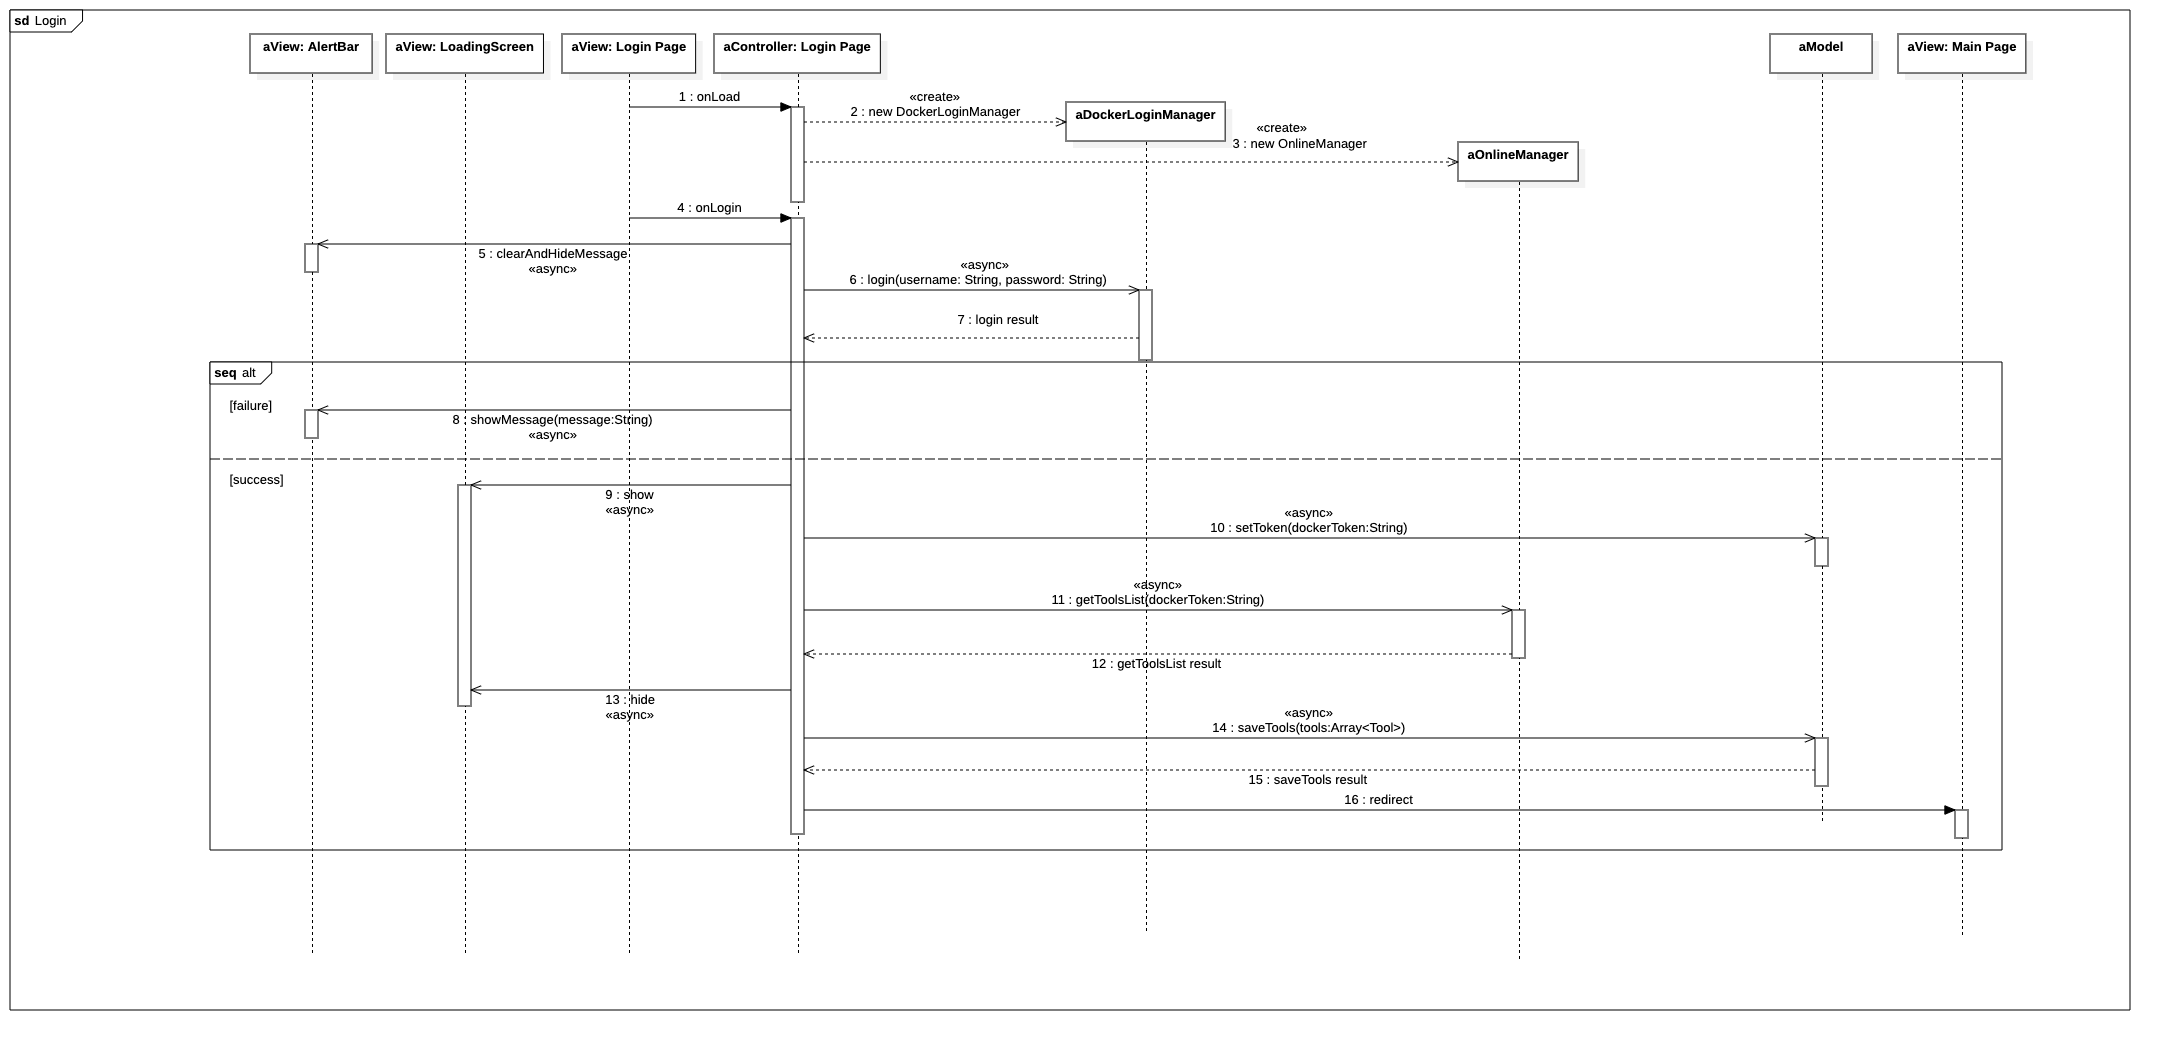 sd Login
aView: AlertBar
aView: LoadingScreen
aView: Login Page
aController: Login Page
aModel
aView: Main Page
1 : onLoad
«create»
2 : new DockerLoginManager
aDockerLoginManager
«create»
3 : new OnlineManager
aOnlineManager
4 : onLogin
5 : clearAndHideMessage
«async»
«async»
6 : login(username: String, password: String)
7 : login result
seq alt
[failure]
8 : showMessage(message:String)
«async»
[success]
9 : show
«async»
«async»
10 : setToken(dockerToken:String)
«async»
11 : getToolsList(dockerToken:String)
12 : getToolsList result
13 : hide
«async»
«async»
14 : saveTools(tools:Array<Tool>)
15 : saveTools result
16 : redirect